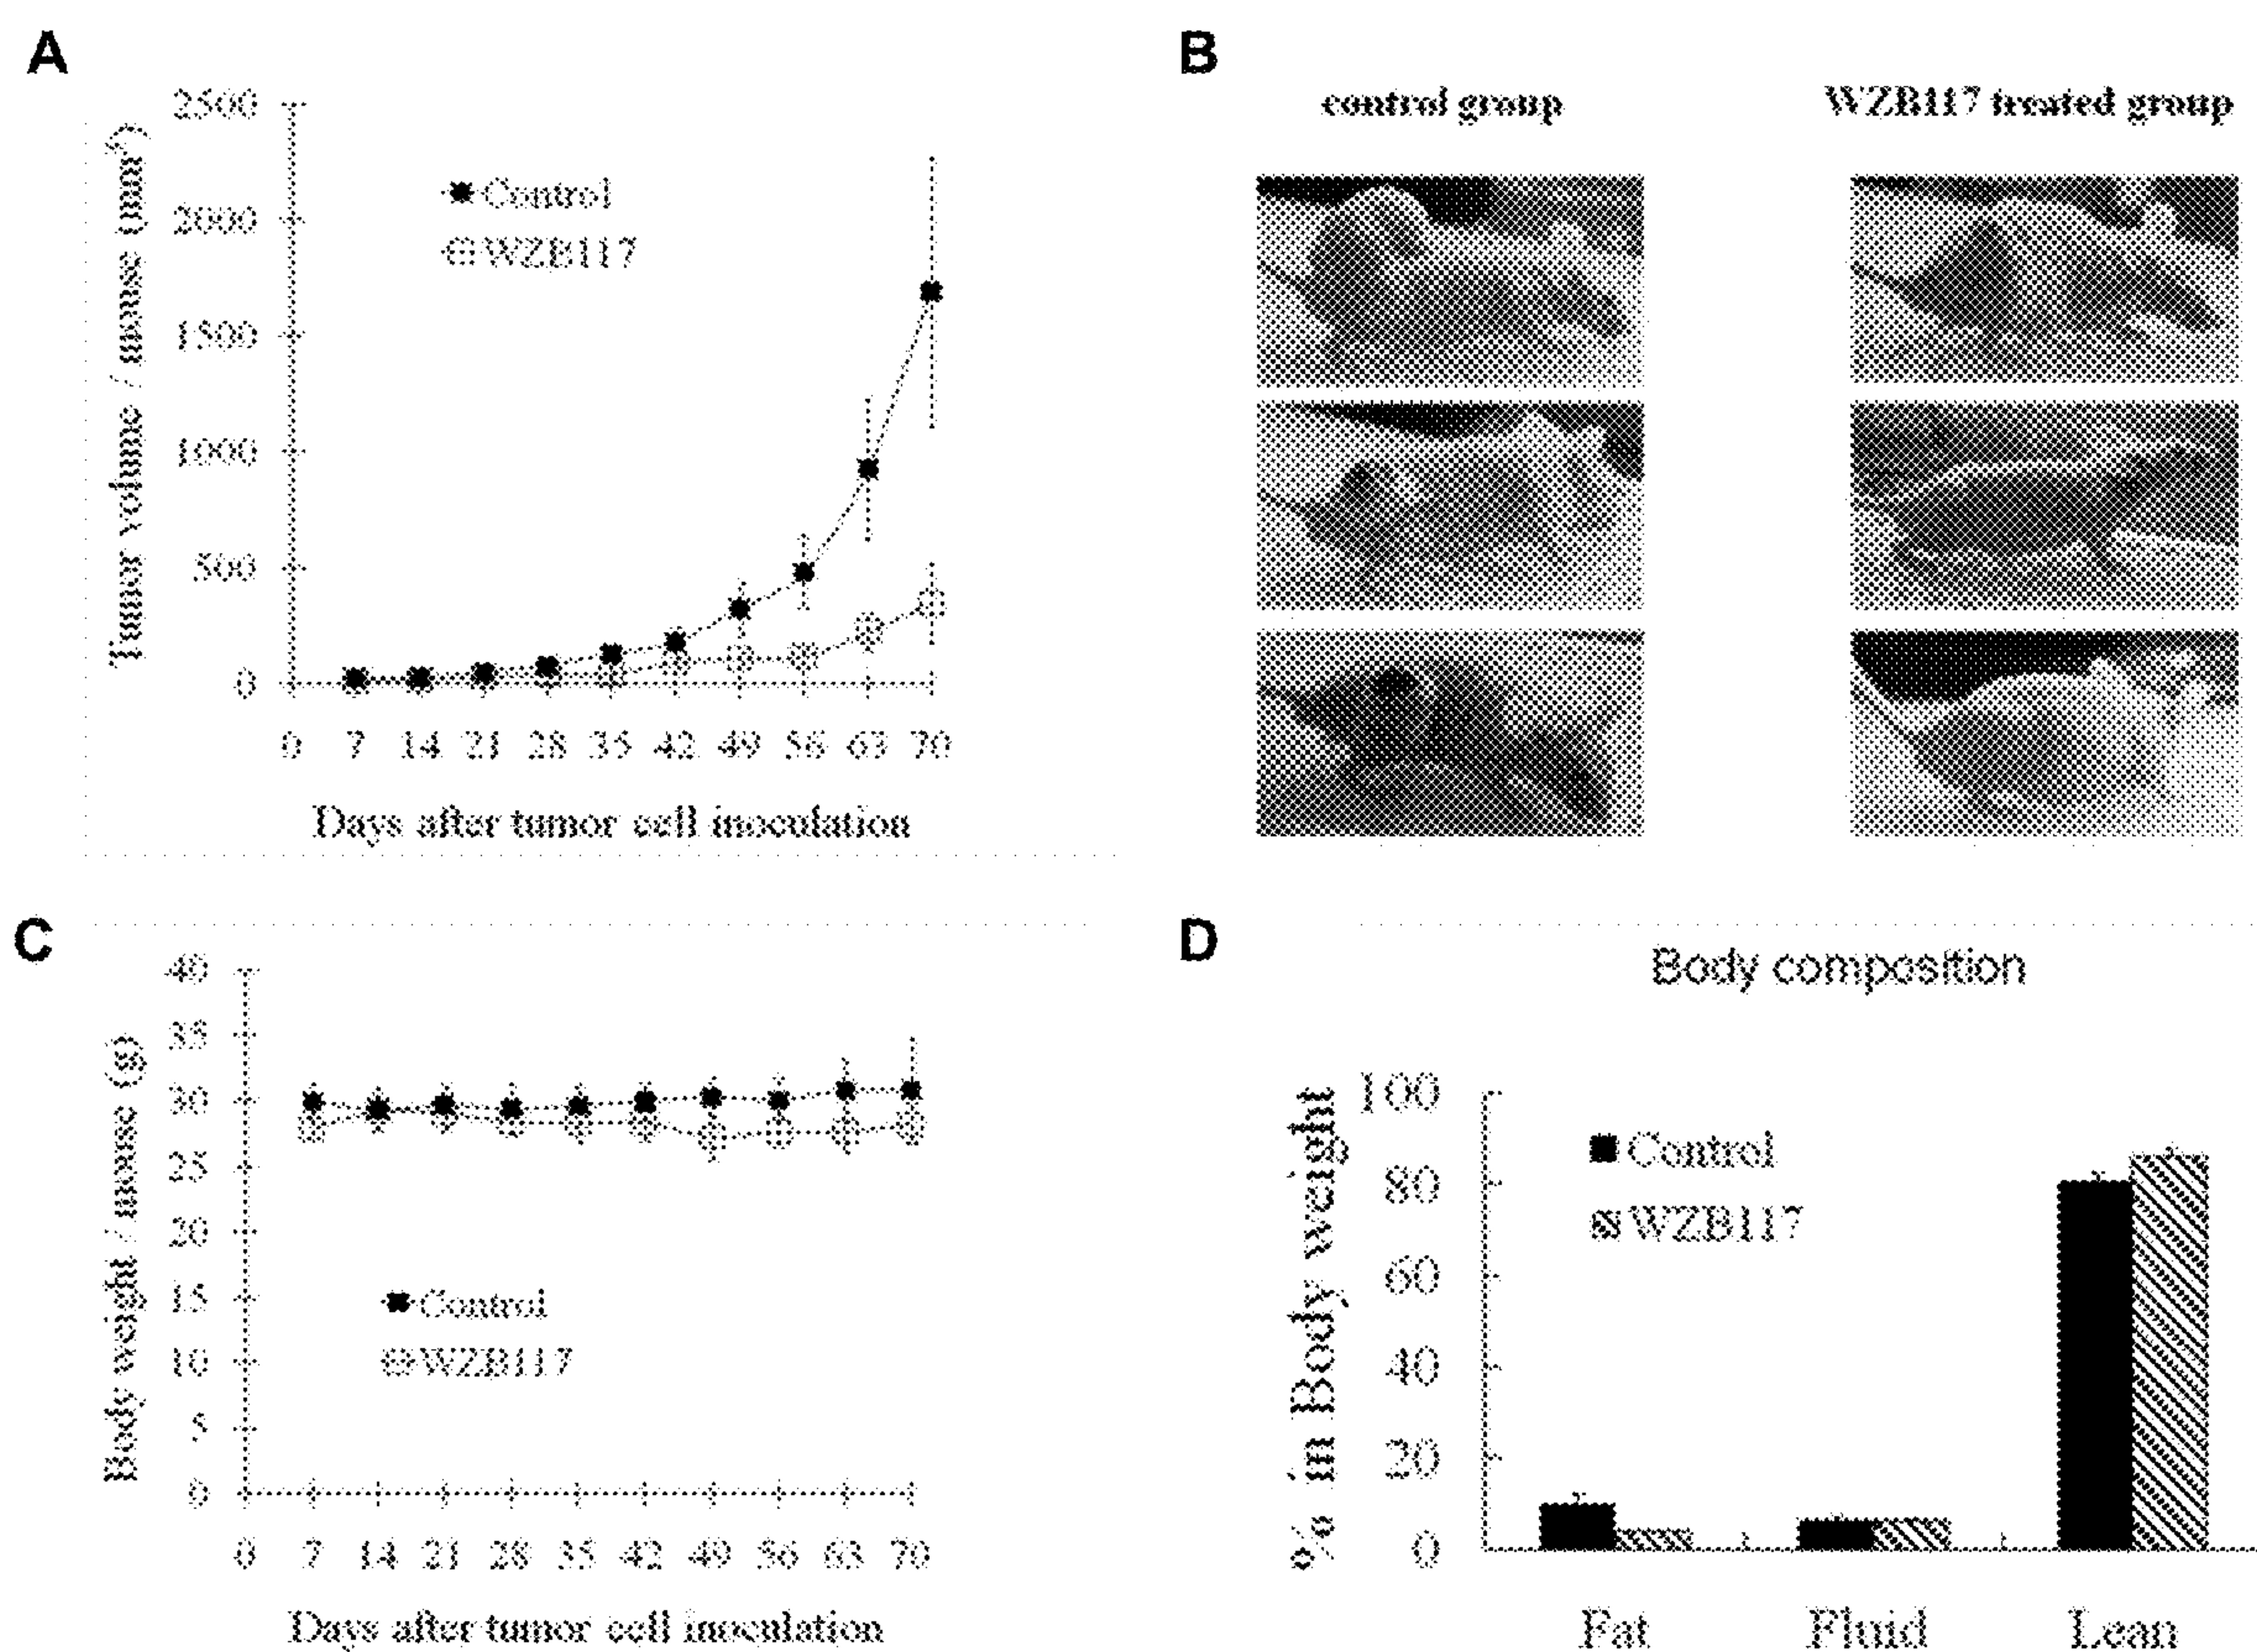 A
2500
2000
1500
1000
500
0
Tumor volume / mouse (mm³)
Control
WZB117
0 7 14 21 28 35 42 49 56 63 70
Days after tumor cell inoculation
B
control group
WZB117 treated group
C
40
35
30
25
20
15
10
5
0
Body weight / mouse (g)
Control
WZB117
0 7 14 21 28 35 42 49 56 63 70
Days after tumor cell inoculation
D
Body composition
100
80
60
40
20
0
% in Body weight
Control
WZB117
Fat Fluid Lean